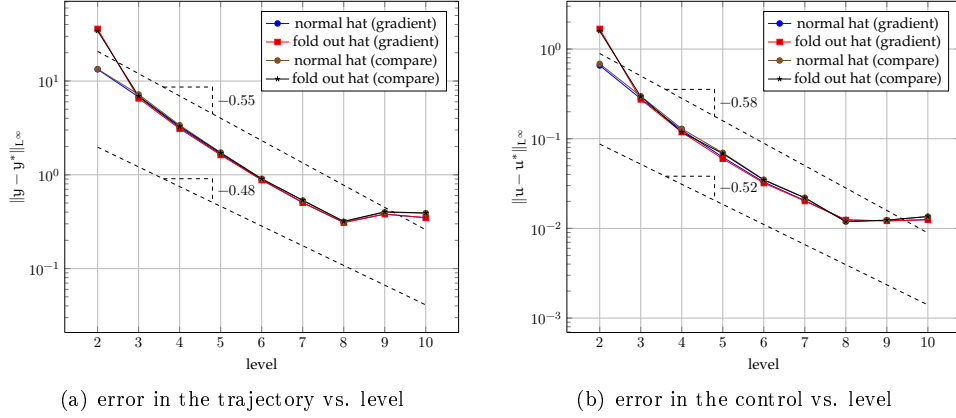 normal hat (gradient)
fold out hat (gradient)
normal hat (compare)
fold out hat (compare)
10^1
10^0
10^{-1}
−0.55
−0.48
‖y − y*‖_{L^∞}
2 3 4 5 6 7 8 9 10
level
(a) error in the trajectory vs. level
normal hat (gradient)
fold out hat (gradient)
normal hat (compare)
fold out hat (compare)
10^0
10^{-1}
10^{-2}
10^{-3}
−0.58
−0.52
‖u − u*‖_{L^∞}
2 3 4 5 6 7 8 9 10
level
(b) error in the control vs. level